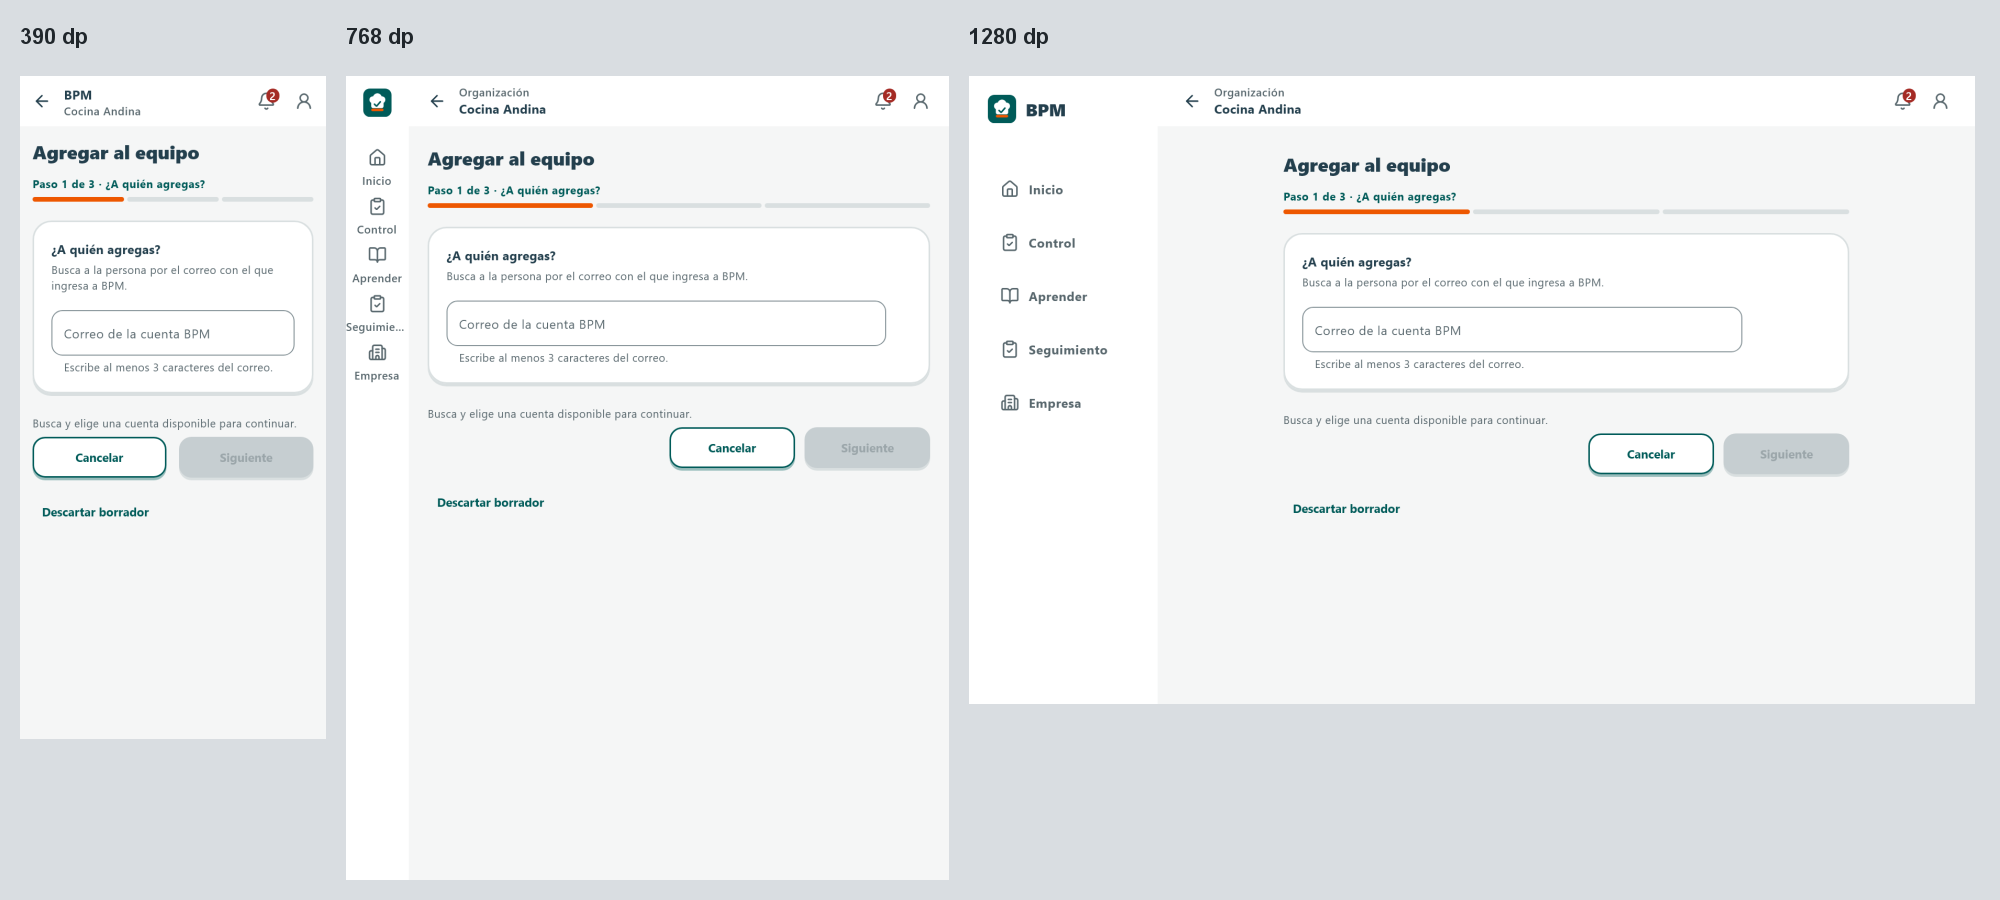 390 dp
BPM
Cocina Andina
2
Agregar al equipo
Paso 1 de 3 · ¿A quién agregas?
¿A quién agregas?
Busca a la persona por el correo con el que
ingresa a BPM.
Correo de la cuenta BPM
Escribe al menos 3 caracteres del correo.
Busca y elige una cuenta disponible para continuar.
Cancelar
Siguiente
Descartar borrador
768 dp
Inicio
Control
Aprender
Seguimie...
Empresa
Organización
Cocina Andina
2
Agregar al equipo
Paso 1 de 3 · ¿A quién agregas?
¿A quién agregas?
Busca a la persona por el correo con el que ingresa a BPM.
Correo de la cuenta BPM
Escribe al menos 3 caracteres del correo.
Busca y elige una cuenta disponible para continuar.
Cancelar
Siguiente
Descartar borrador
1280 dp
BPM
Inicio
Control
Aprender
Seguimiento
Empresa
Organización
Cocina Andina
2
Agregar al equipo
Paso 1 de 3 · ¿A quién agregas?
¿A quién agregas?
Busca a la persona por el correo con el que ingresa a BPM.
Correo de la cuenta BPM
Escribe al menos 3 caracteres del correo.
Busca y elige una cuenta disponible para continuar.
Cancelar
Siguiente
Descartar borrador